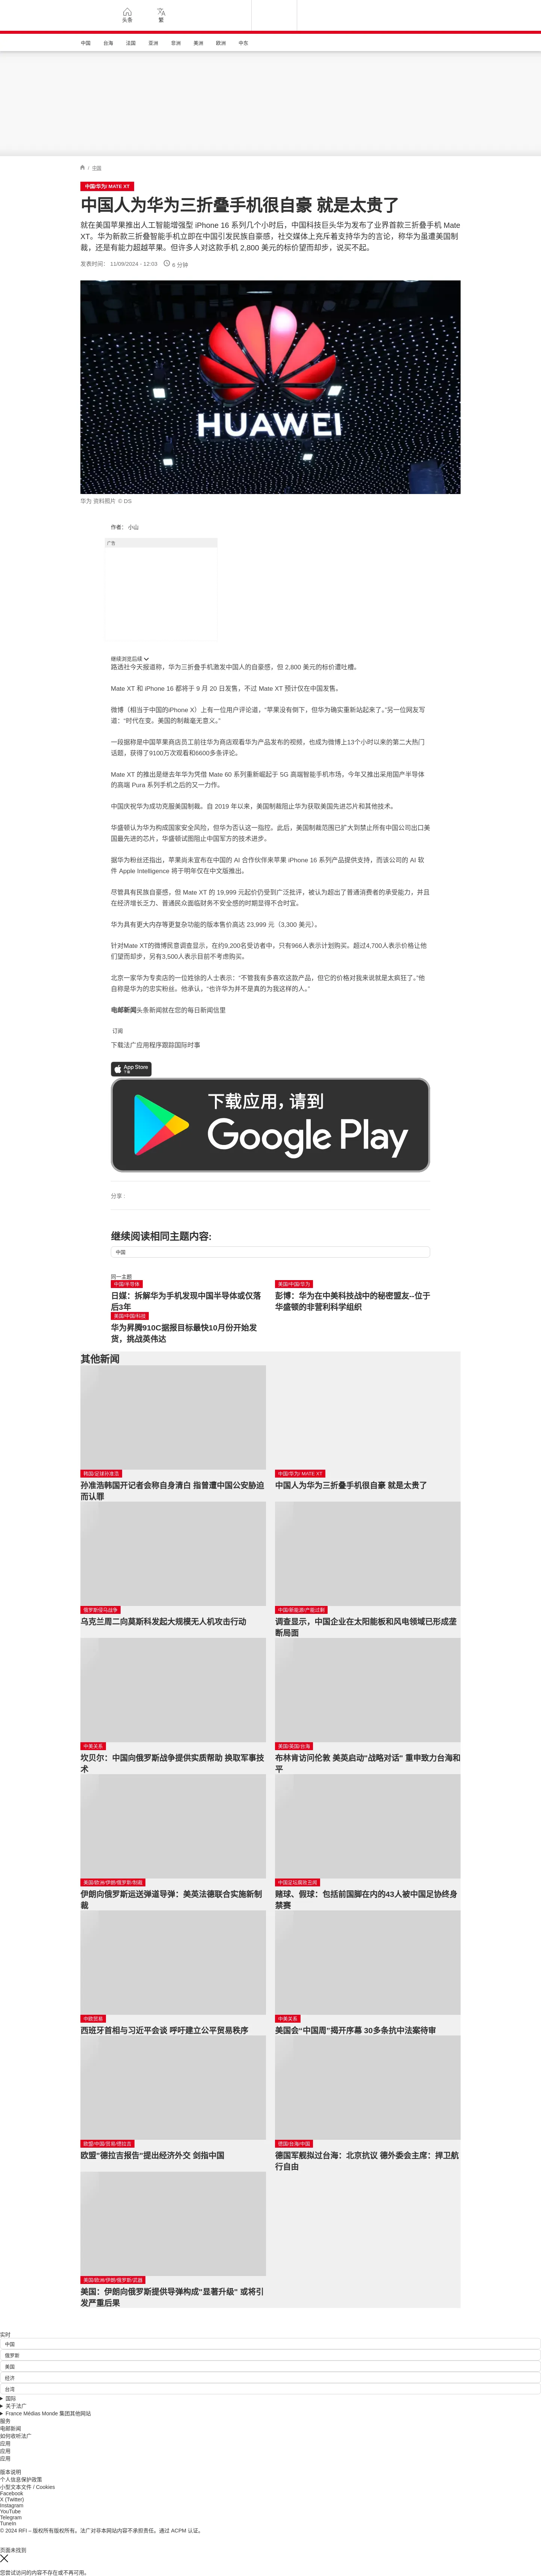 头条
繁
中国
台海
法国
亚洲
非洲
美洲
欧洲
中东
/ 中国
中国/华为/ MATE XT
中国人为华为三折叠手机很自豪 就是太贵了
就在美国苹果推出人工智能增强型 iPhone 16 系列几个小时后，中国科技巨头华为发布了业界首款三折叠手机 Mate
XT。华为新款三折叠智能手机立即在中国引发民族自豪感，社交媒体上充斥着支持华为的言论，称华为虽遭美国制
裁，还是有能力超越苹果。但许多人对这款手机 2,800 美元的标价望而却步，说买不起。
发表时间： 11/09/2024 - 12:03
6 分钟
HUAWEI
华为 资料照片 © DS
作者： 小山
广告
继续浏览后续
路透社今天报道称，华为三折叠手机激发中国人的自豪感，但 2,800 美元的标价遭吐槽。
Mate XT 和 iPhone 16 都将于 9 月 20 日发售，不过 Mate XT 预计仅在中国发售。
微博（相当于中国的iPhone X）上有一位用户评论道，“苹果没有倒下，但华为确实重新站起来了。”另一位网友写
道：“时代在变。美国的制裁毫无意义。”
一段据称是中国苹果商店员工前往华为商店观看华为产品发布的视频，也成为微博上13个小时以来的第二大热门
话题，获得了9100万次观看和6600多条评论。
Mate XT 的推出是继去年华为凭借 Mate 60 系列重新崛起于 5G 高端智能手机市场，今年又推出采用国产半导体
的高端 Pura 系列手机之后的又一力作。
中国庆祝华为成功克服美国制裁。自 2019 年以来，美国制裁阻止华为获取美国先进芯片和其他技术。
华盛顿认为华为构成国家安全风险，但华为否认这一指控。此后，美国制裁范围已扩大到禁止所有中国公司出口美
国最先进的芯片，华盛顿试图阻止中国军方的技术进步。
据华为粉丝还指出，苹果尚未宣布在中国的 AI 合作伙伴来苹果 iPhone 16 系列产品提供支持，而该公司的 AI 软
件 Apple Intelligence 将于明年仅在中文版推出。
尽管具有民族自豪感，但 Mate XT 的 19,999 元起价仍受到广泛批评，被认为超出了普通消费者的承受能力，并且
在经济增长乏力、普通民众面临财务不安全感的时期显得不合时宜。
华为具有更大内存等更复杂功能的版本售价高达 23,999 元（3,300 美元）。
针对Mate XT的微博民意调查显示，在约9,200名受访者中，只有966人表示计划购买。超过4,700人表示价格让他
们望而却步，另有3,500人表示目前不考虑购买。
北京一家华为专卖店的一位姓徐的人士表示：“不管我有多喜欢这款产品，但它的价格对我来说就是太疯狂了。”他
自称是华为的忠实粉丝。他承认，“也许华为并不是真的为我这样的人。”
电邮新闻头条新闻就在您的每日新闻信里
订阅
下载法广应用程序跟踪国际时事
App Store
下载
下载应用，请到
Google Play
分享 :
继续阅读相同主题内容:
中国
同一主题
中国/半导体
日媒：拆解华为手机发现中国半导体或仅落
后3年
美国/中国/华为
彭博：华为在中美科技战中的秘密盟友--位于
华盛顿的非营利科学组织
美国/中国/科技
华为昇腾910C据报目标最快10月份开始发
货，挑战英伟达
其他新闻
韩国/足球孙准浩
孙准浩韩国开记者会称自身清白 指曾遭中国公安胁迫
而认罪
中国/华为/ MATE XT
中国人为华为三折叠手机很自豪 就是太贵了
俄罗斯侵乌战争
乌克兰周二向莫斯科发起大规模无人机攻击行动
中国/新能源/产能过剩
调查显示，中国企业在太阳能板和风电领域已形成垄
断局面
中美关系
坎贝尔：中国向俄罗斯战争提供实质帮助 换取军事技
术
美国/英国/台海
布林肯访问伦敦 美英启动“战略对话” 重申致力台海和
平
美国/欧洲/伊朗/俄罗斯/制裁
伊朗向俄罗斯运送弹道导弹：美英法德联合实施新制
裁
中国足坛腐败丑闻
赌球、假球：包括前国脚在内的43人被中国足协终身
禁赛
中欧贸易
西班牙首相与习近平会谈 呼吁建立公平贸易秩序
中美关系
美国会“中国周”揭开序幕 30多条抗中法案待审
欧盟/中国/贸易/德拉吉
欧盟“德拉吉报告”提出经济外交 剑指中国
德国/台海/中国
德国军舰拟过台海：北京抗议 德外委会主席：捍卫航
行自由
美国/欧洲/伊朗/俄罗斯/武器
美国：伊朗向俄罗斯提供导弹构成“显著升级” 或将引
发严重后果
实时
中国
俄罗斯
美国
经济
台湾
国际
关于法广
France Médias Monde 集团其他网站
服务
电邮新闻
如何收听法广
应用
应用
应用
版本说明
个人信息保护政策
小型文本文件 / Cookies
Facebook
X (Twitter)
Instagram
YouTube
Telegram
TuneIn
© 2024 RFI – 版权所有版权所有。法广对非本网站内容不承担责任。通过 ACPM 认证。
页面未找到
您尝试访问的内容不存在或不再可用。